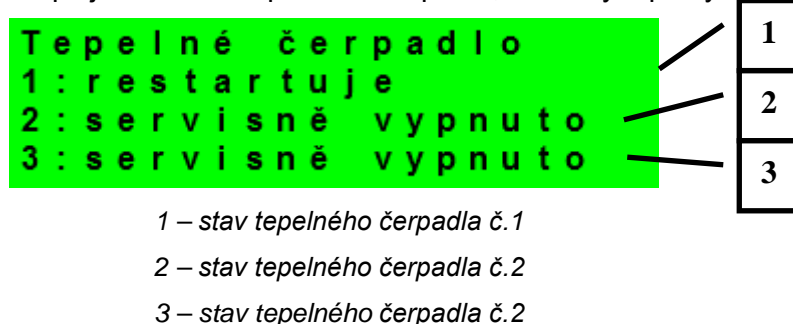 Tepelné čerpadlo
1:restartuje
2:servisně vypnuto
3:servisně vypnuto
1
2
3
1 – stav tepelného čerpadla č.1
2 – stav tepelného čerpadla č.2
3 – stav tepelného čerpadla č.2